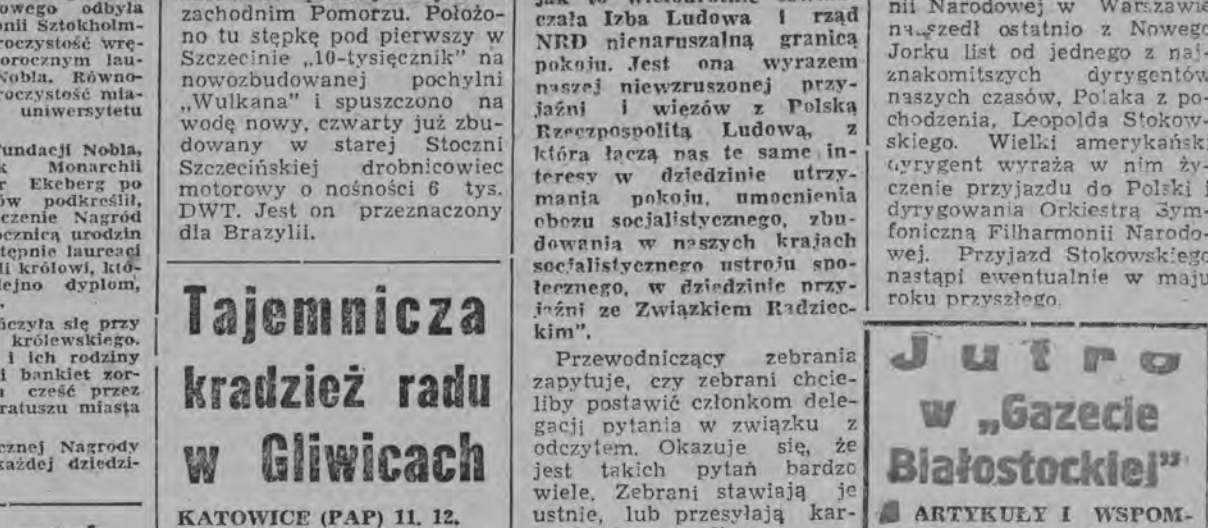 owego odbyła
onii Sztokholm-
roczystość wrę-
orocznym lau-
Nobla. Równo-
roczystość mia-
uniwersytetu
undacji Nobla,
k Monarchii
r Ekeberg po
ów podkreślił,
czenie Nagród
ocznicą urodzin
tępnie laureaci
li królowi, któ-
lejno dyplom,
ńczyła się przy
królewskiego.
i ich rodziny
i bankiet zor-
cześć przez
ratuszu miasta
cznej Nagrody
każdej dziedzi-
zachodnim Pomorzu. Położo-
no tu stępkę pod pierwszy w
Szczecinie „10-tysięcznik" na
nowozbudowanej pochylni
„Wulkana" i spuszczono na
wodę nowy, czwarty już zbu-
dowany w starej Stoczni
Szczecińskiej drobnicowiec
motorowy o nośności 6 tys.
DWT. Jest on przeznaczony
dla Brazylii.
Tajemnicza
kradzież radu
w Gliwicach
KATOWICE (PAP) 11. 12.
czała Izba Ludowa i rząd
NRD nienaruszalną granicą
pokoju. Jest ona wyrazem
naszej niewzruszonej przy-
jaźni i więzów z Polską
Rzeczpospolitą Ludową, z
którą łączą nas te same in-
teresy w dziedzinie utrzy-
mania pokoju, umocnienia
obozu socjalistycznego, zbu-
dowania w naszych krajach
socjalistycznego ustroju spo-
łecznego, w dziedzinie przy-
jaźni ze Związkiem Radziec-
kim".
Przewodniczący zebrania
zapytuje, czy zebrani chcie-
liby postawić członkom dele-
gacji pytania w związku z
odczytem. Okazuje się, że
jest takich pytań bardzo
wiele. Zebrani stawiają je
ustnie, lub przesyłają kar-
nii Narodowej w Warszawie
nadszedł ostatnio z Nowego
Jorku list od jednego z naj-
znakomitszych dyrygentów
naszych czasów, Polaka z po-
chodzenia, Leopolda Stokow-
skiego. Wielki amerykański
dyrygent wyraża w nim ży-
czenie przyjazdu do Polski i
dyrygowania Orkiestrą Sym-
foniczną Filharmonii Narodo-
wej. Przyjazd Stokowskiego
nastąpi ewentualnie w maju
roku przyszłego.
Jutro
w „Gazecie
Białostockiej"
ARTYKUŁY I WSPOM-